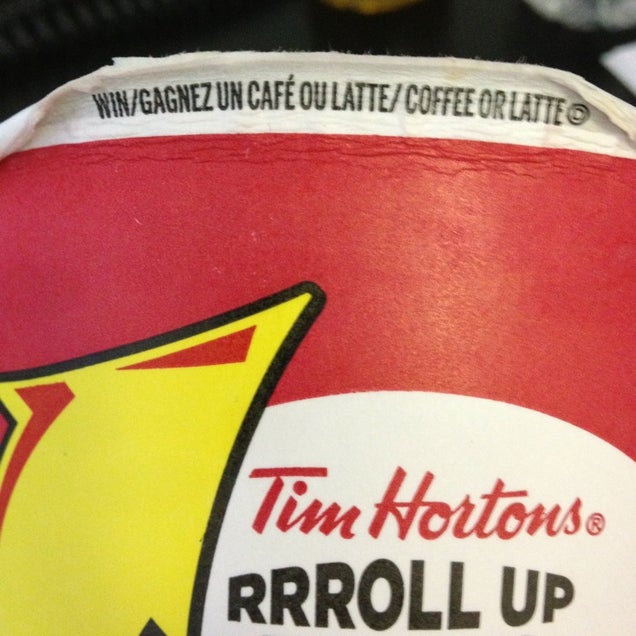 WIN/GAGNEZ UN CAFÉ OU LATTE/ COFFEE OR LATTE ©
Tim Hortons®
RRROLL UP